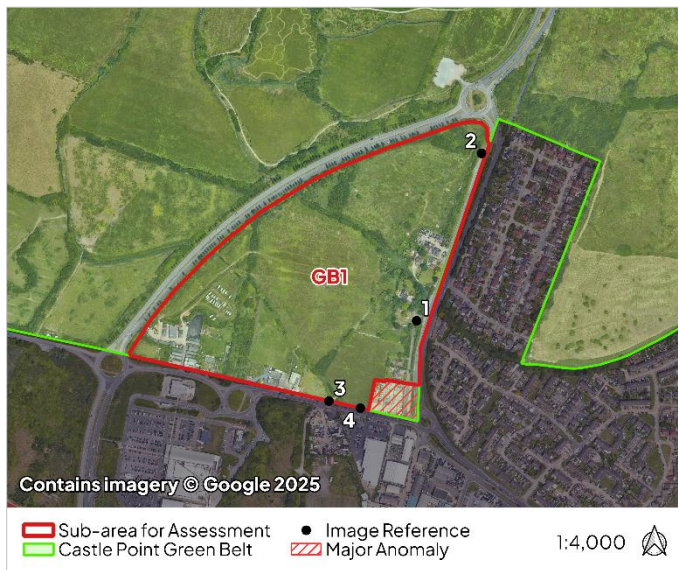 2
GB1
1
3
4
Contains imagery © Google 2025
Sub-area for Assessment
Image Reference
1:4,000
Castle Point Green Belt
Major Anomaly